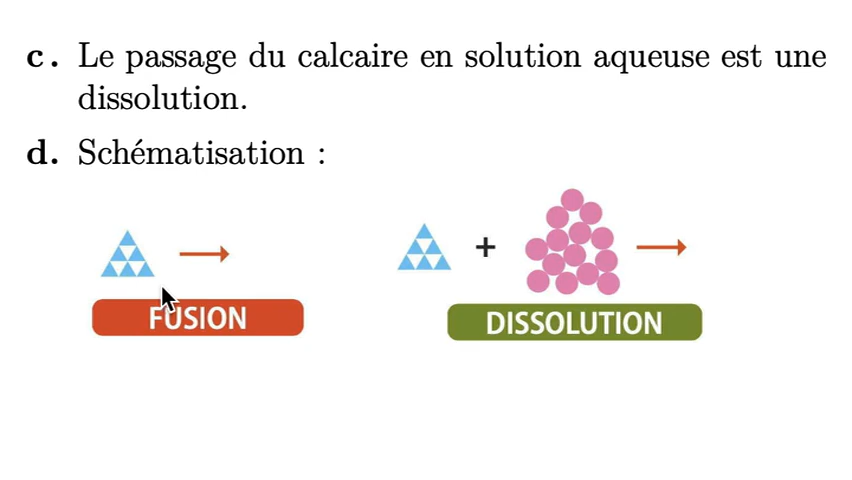 c. Le passage du calcaire en solution aqueuse est une
dissolution.
d. Schématisation :
+
FUSION
DISSOLUTION